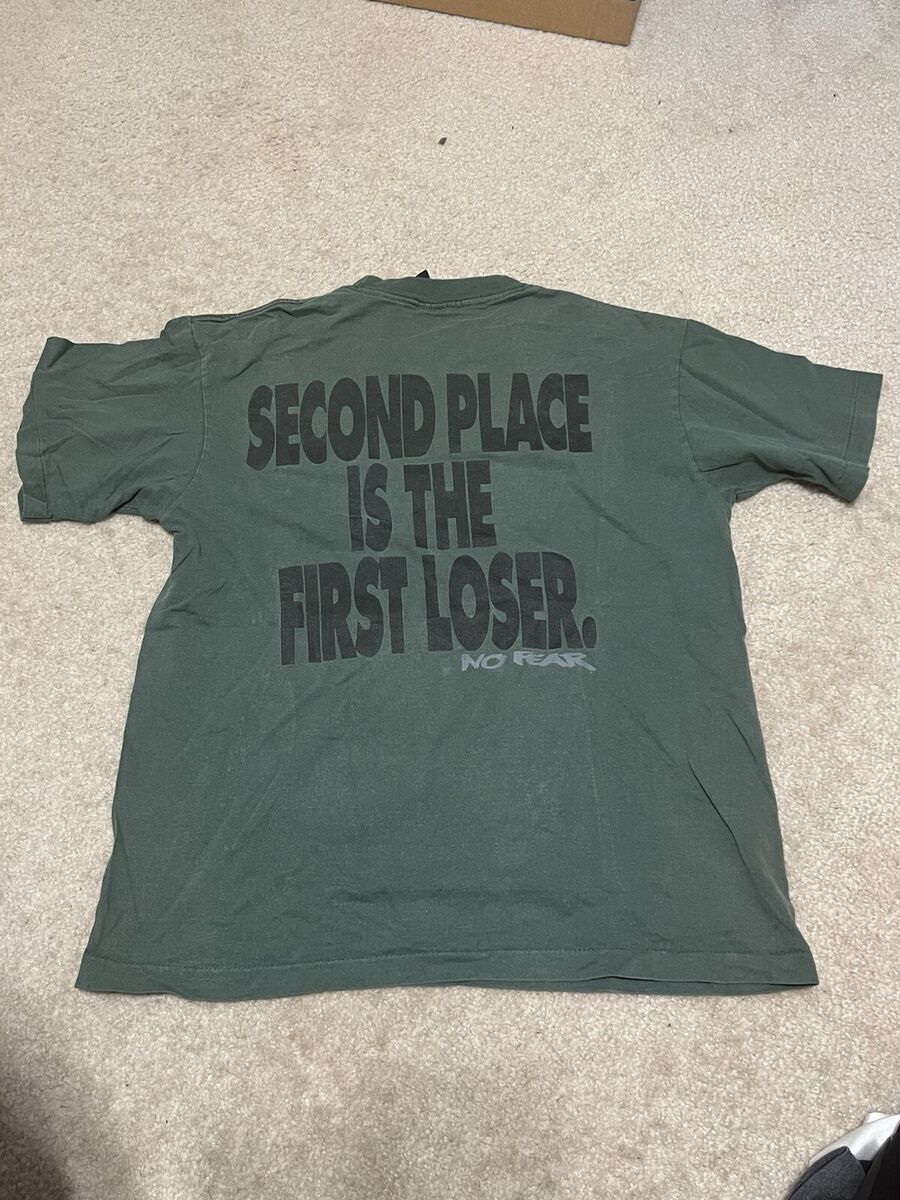 SECOND PLACE
IS THE
FIRST LOSER.
NO FEAR